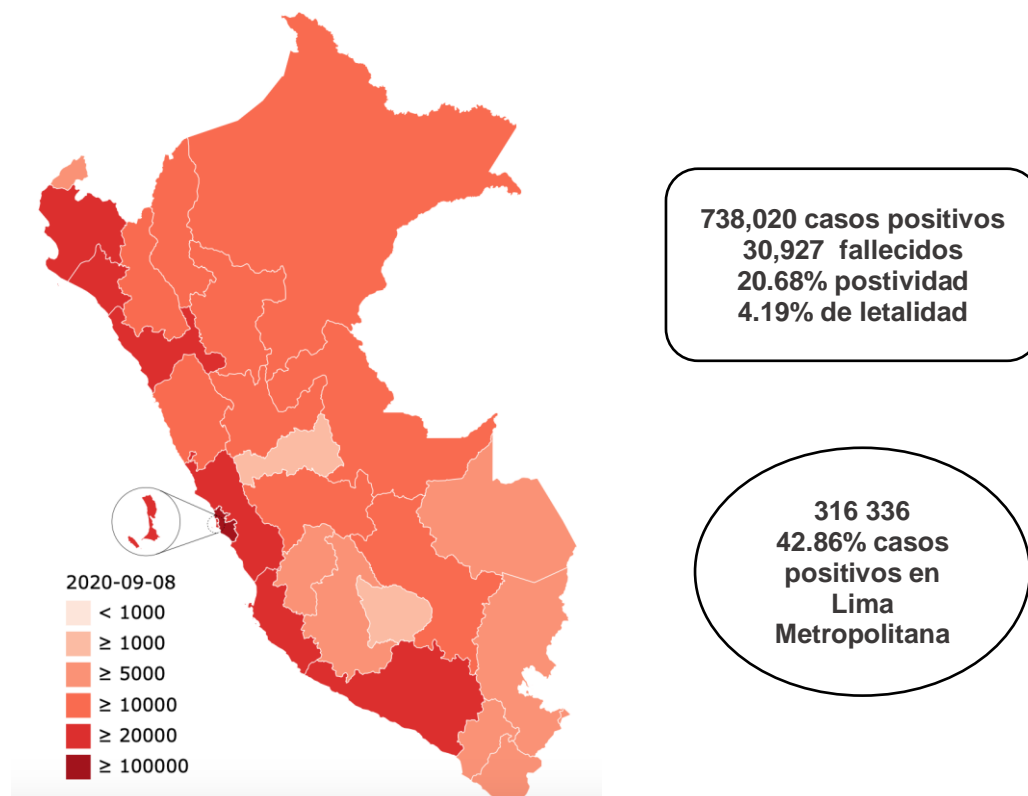 738,020 casos positivos
30,927 fallecidos
20.68% postividad
4.19% de letalidad
316 336
42.86% casos
positivos en
Lima
Metropolitana
2020-09-08
< 1000
≥ 1000
≥ 5000
≥ 10000
≥ 20000
≥ 100000